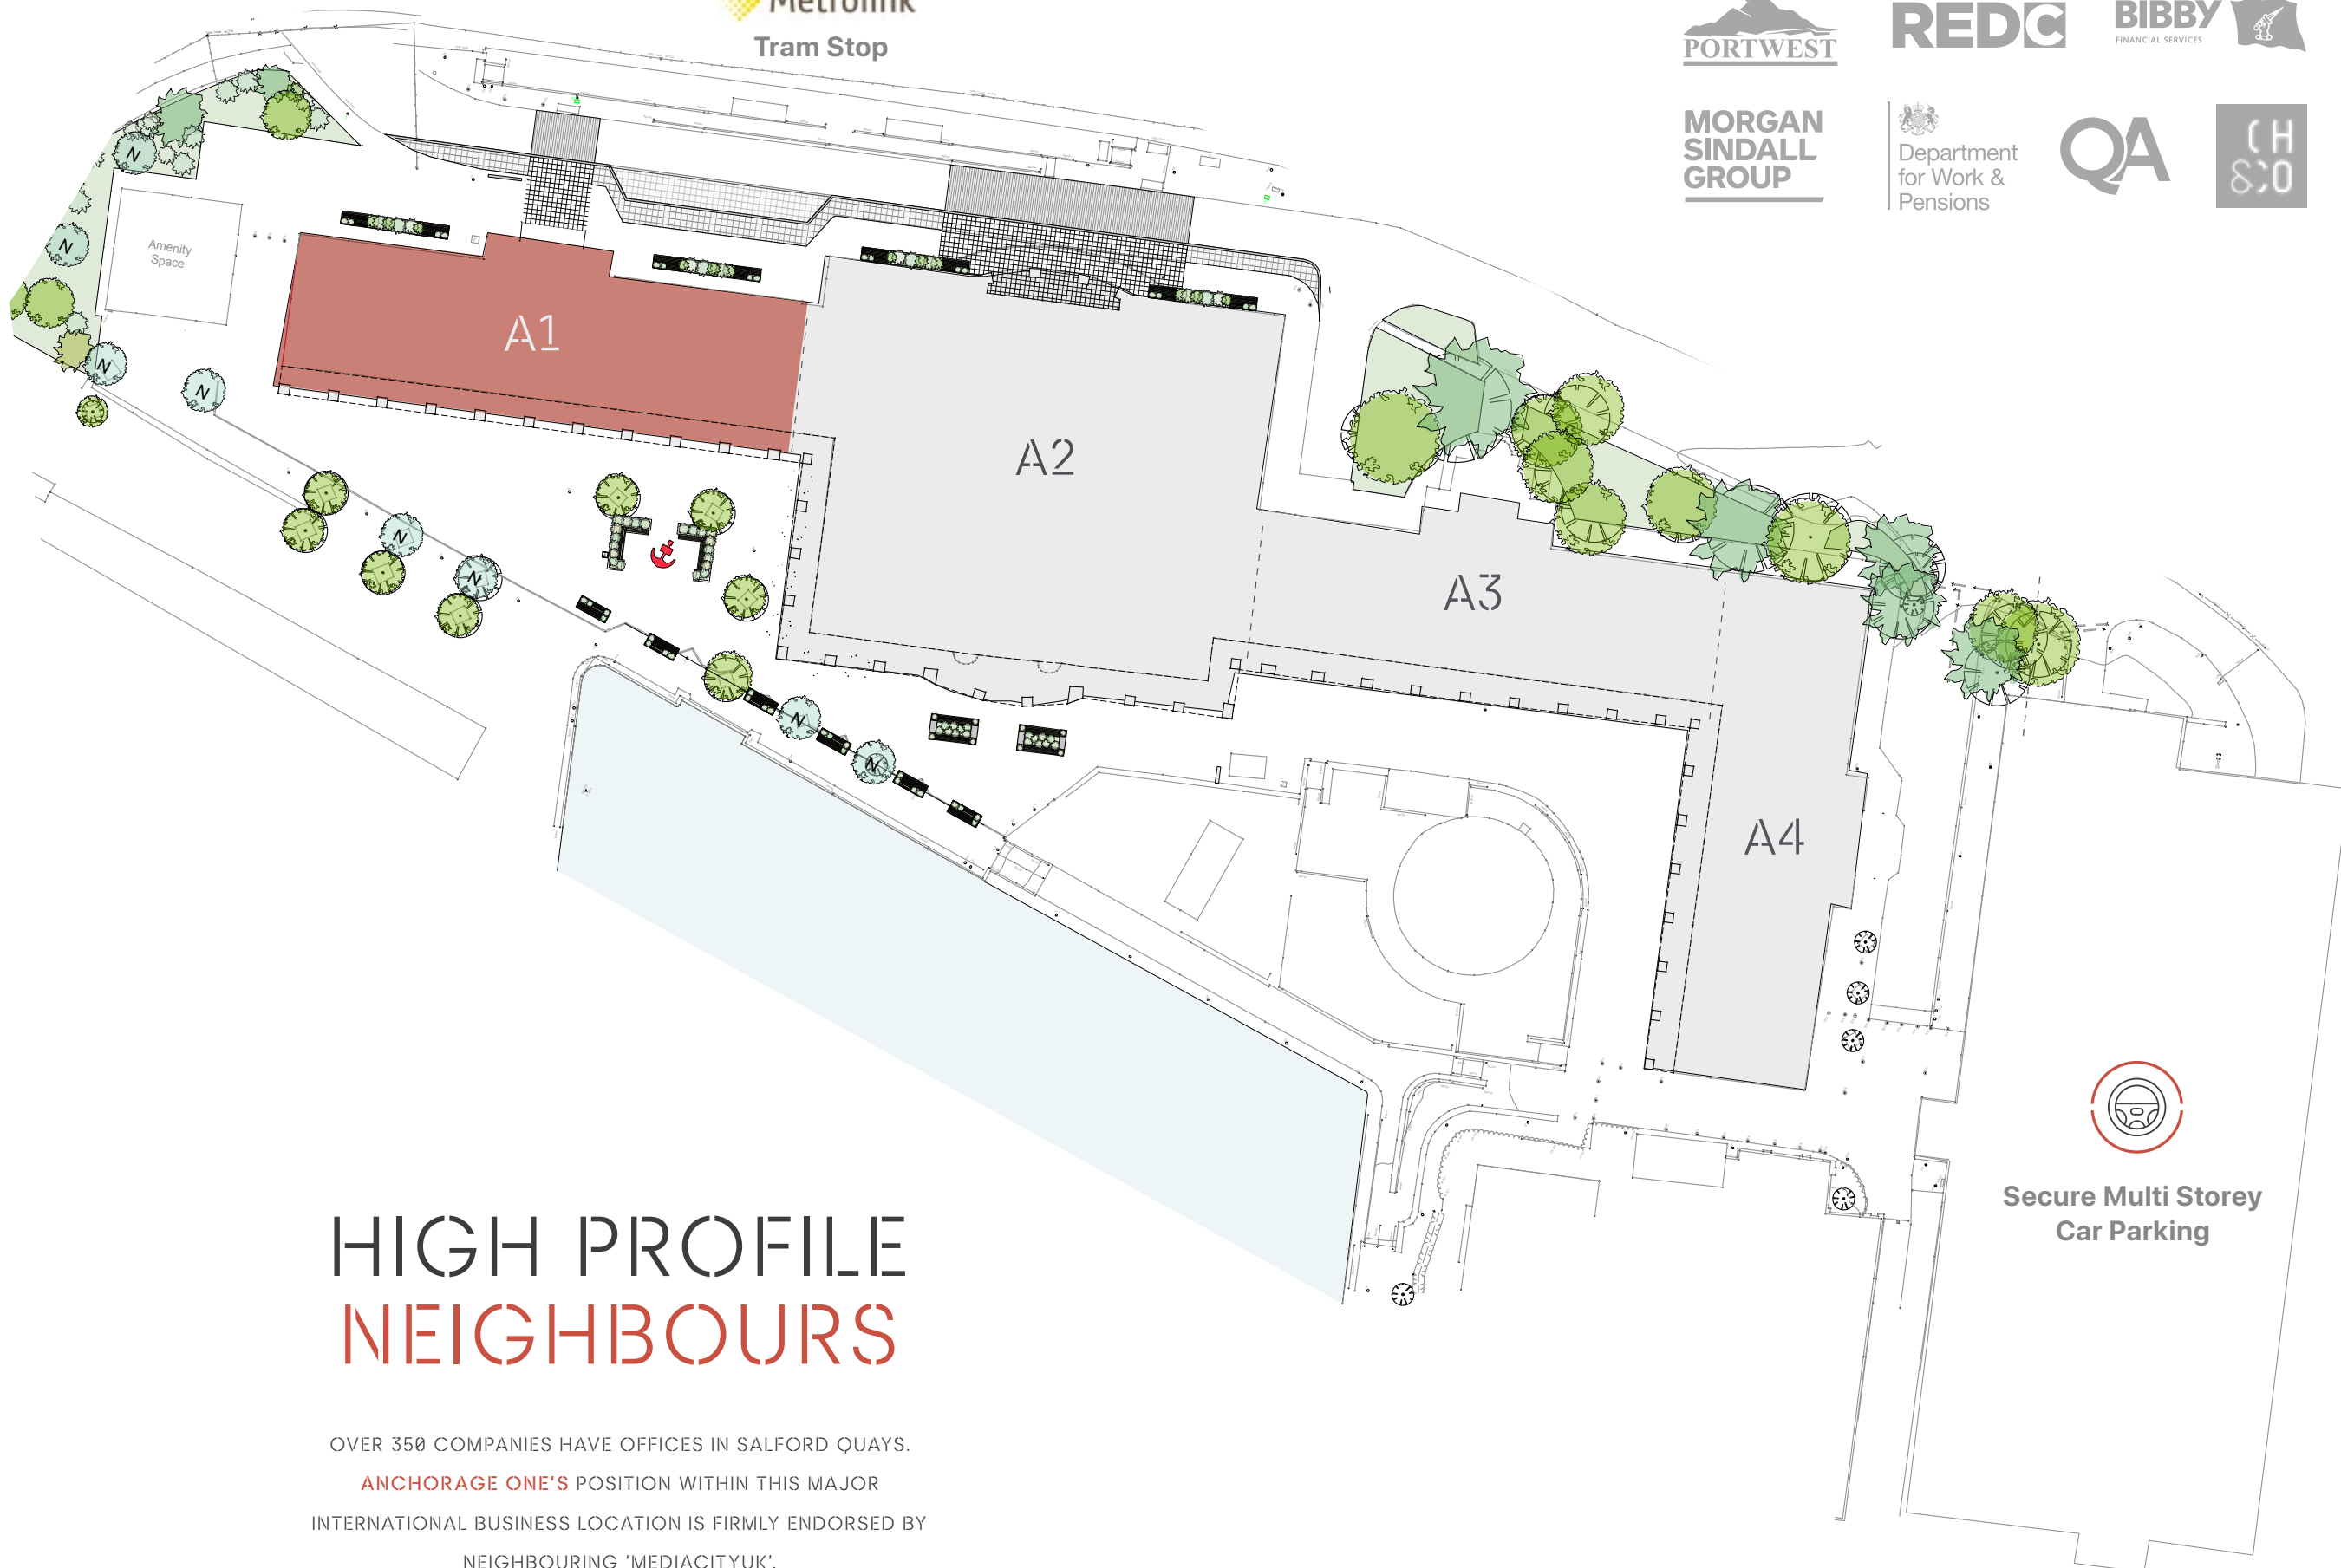 Metrolink
Tram Stop
PORTWEST
REDC
BIBBY
FINANCIAL SERVICES
MORGAN
SINDALL
GROUP
Department
for Work &
Pensions
QA
CH
&CO
Amenity
Space
N
N
N
N
N
N
N
N
A1
A2
A3
A4
Secure Multi Storey
Car Parking
HIGH PROFILE
NEIGHBOURS
OVER 350 COMPANIES HAVE OFFICES IN SALFORD QUAYS.
ANCHORAGE ONE'S POSITION WITHIN THIS MAJOR
INTERNATIONAL BUSINESS LOCATION IS FIRMLY ENDORSED BY
NEIGHBOURING 'MEDIACITYUK'.